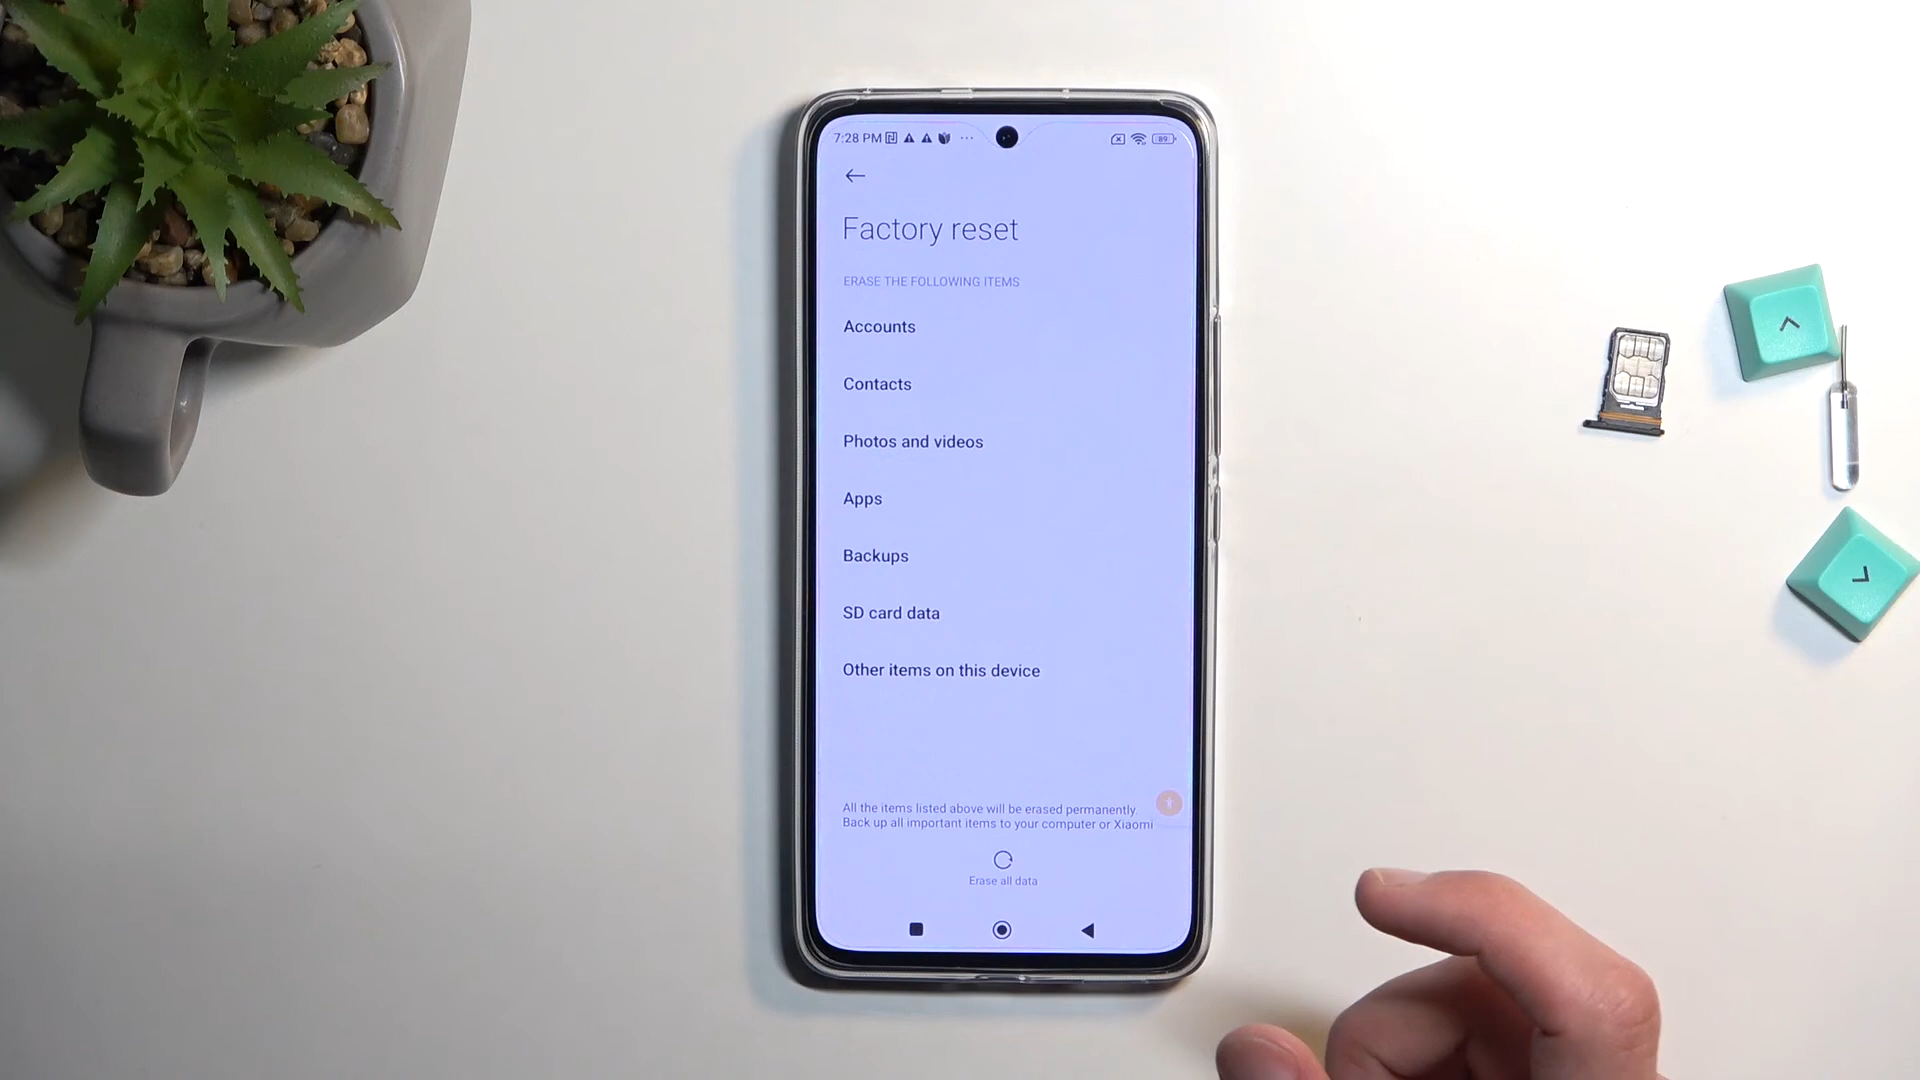 7:28 PM
89
Factory reset
ERASE THE FOLLOWING ITEMS
Accounts
Contacts
Photos and videos
Apps
Backups
SD card data
Other items on this device
All the items listed above will be erased permanently.
Back up all important items to your computer or Xiaomi
Erase all data